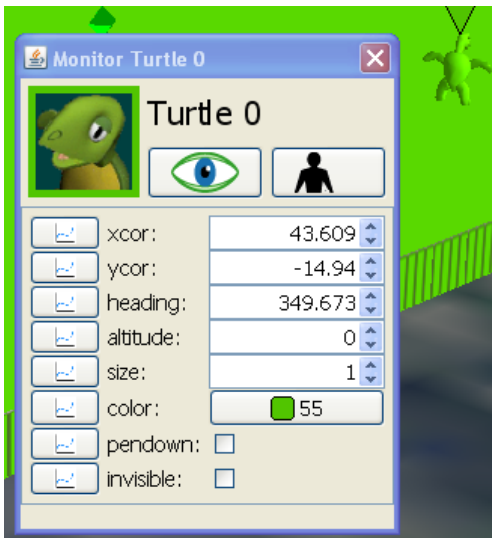 Monitor Turtle 0
Turtle 0
xcor: 43.609
ycor: -14.94
heading: 349.673
altitude: 0
size: 1
color: 55
pendown:
invisible: